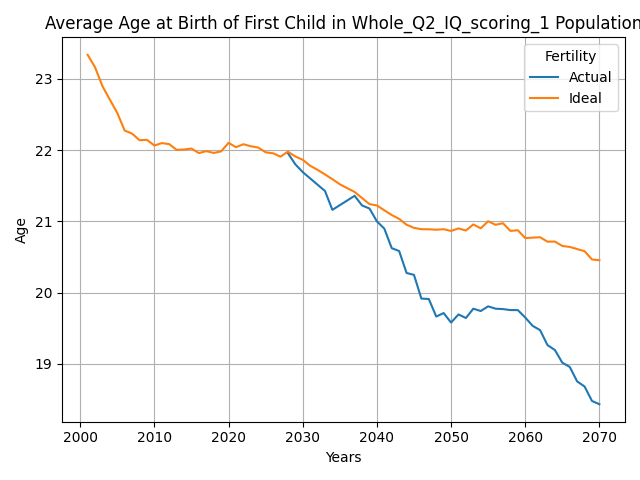 Average Age at Birth of First Child in Whole_Q2_IQ_scoring_1 Population
Fertility
Actual
Ideal
23
22
21
20
19
Age
2000 2010 2020 2030 2040 2050 2060 2070
Years